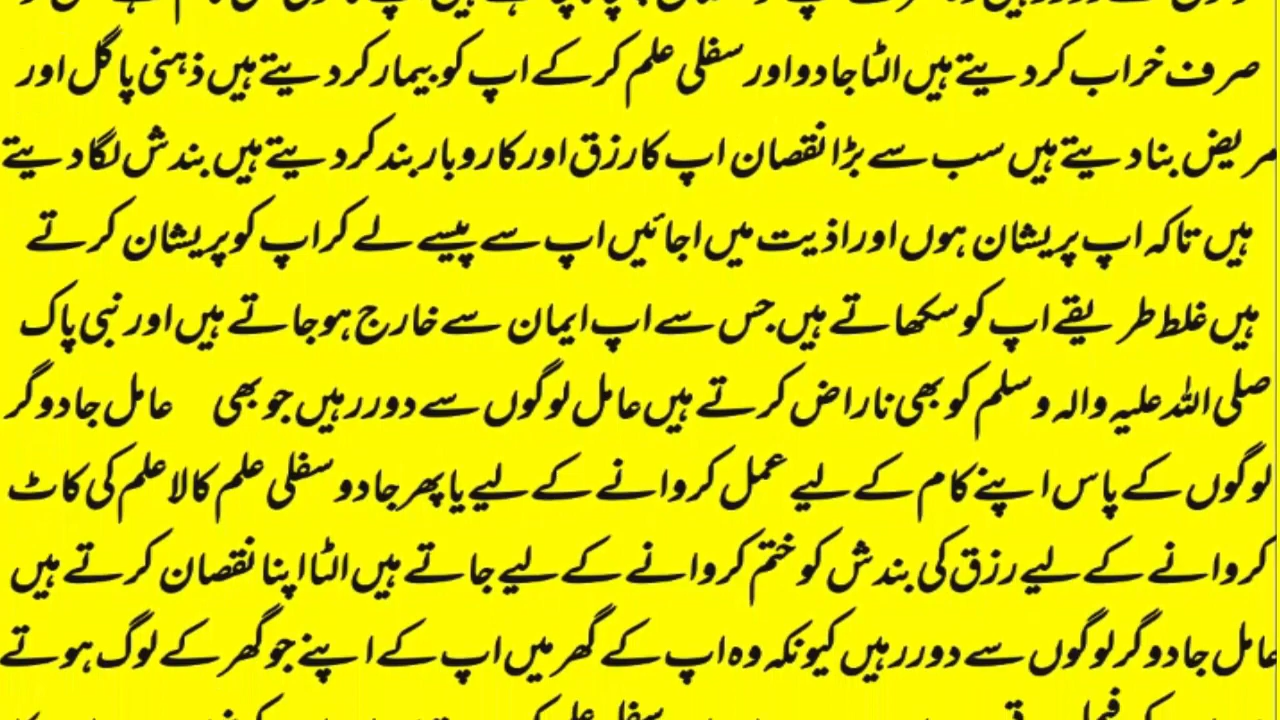 صرف خراب کر دیتے ہیں الٹا جادو اور سفلی علم کر کے اپ کو بیمار کر دیتے ہیں ذہنی پاگل اور
مریض بنا دیتے ہیں سب سے بڑا نقصان اپ کا رزق اور کاروبار بند کر دیتے ہیں بندش لگا دیتے
ہیں تاکہ اپ پریشان ہوں اور اذیت میں اجائیں اپ سے پیسے لے کر اپ کو پریشان کرتے
ہیں غلط طریقے اپ کو سکھاتے ہیں جس سے اپ ایمان سے خارج ہو جاتے ہیں اور نبی پاک
صلی اللہ علیہ والہ وسلم کو بھی ناراض کرتے ہیں عامل لوگوں سے دور رہیں جو بھی عامل جادوگر
لوگوں کے پاس اپنے کام کے لیے عمل کروانے کے لیے یا پھر جادو سفلی علم کالا علم کی کاٹ
کروانے کے لیے رزق کی بندش کو ختم کروانے کے لیے جاتے ہیں الٹا اپنا نقصان کرتے ہیں
عامل جادوگر لوگوں سے دور رہیں کیونکہ وہ اپ کے گھر میں اپ کے اپنے جو گھر کے لوگ ہوتے